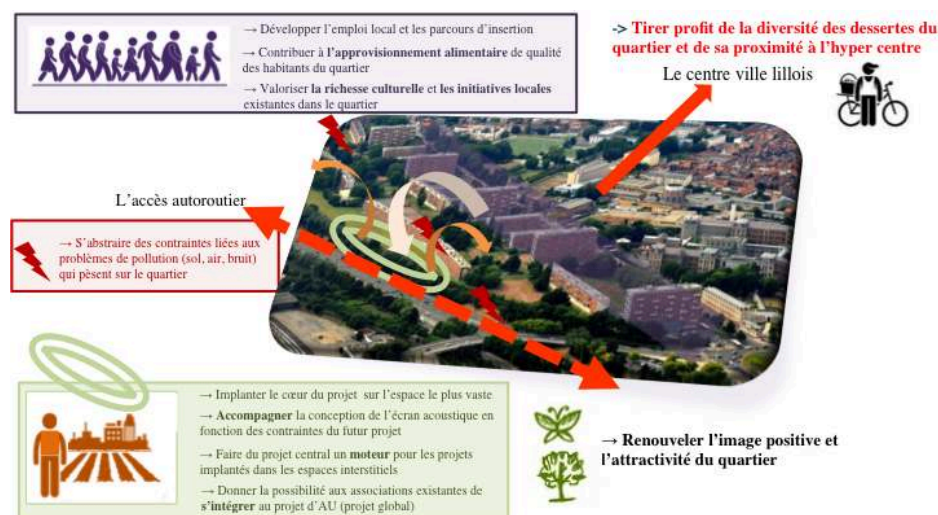 → Développer l'emploi local et les parcours d'insertion
→ Contribuer à l'approvisionnement alimentaire de qualité
des habitants du quartier
→ Valoriser la richesse culturelle et les initiatives locales
existantes dans le quartier
-> Tirer profit de la diversité des dessertes du
quartier et de sa proximité à l'hyper centre
Le centre ville lillois
L'accès autoroutier
→ S'abstraire des contraintes liées aux
problèmes de pollution (sol, air, bruit)
qui pèsent sur le quartier
→ Implanter le cœur du projet sur l'espace le plus vaste
→ Accompagner la conception de l'écran acoustique en
fonction des contraintes du futur projet
→ Faire du projet central un moteur pour les projets
implantés dans les espaces interstitiels
→ Donner la possibilité aux associations existantes de
s'intégrer au projet d'AU (projet global)
→ Renouveler l'image positive et
l'attractivité du quartier